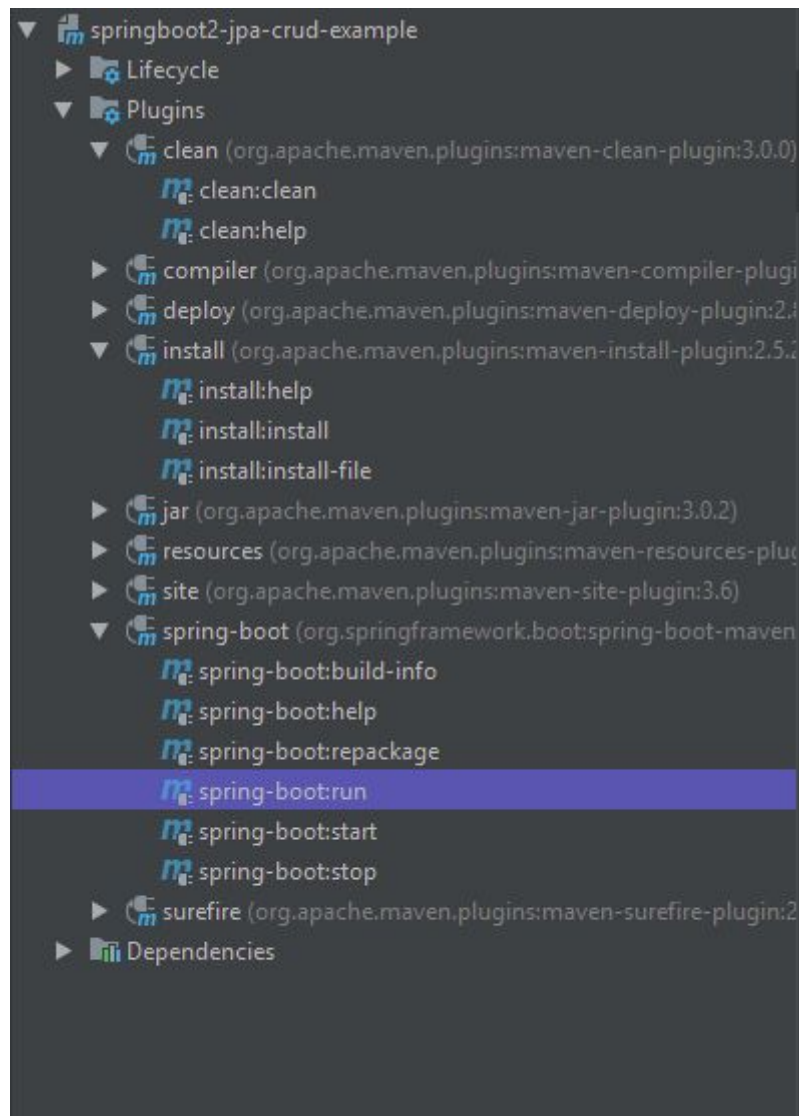 springboot2-jpa-crud-example
Lifecycle
Plugins
clean (org.apache.maven.plugins:maven-clean-plugin:3.0.0)
clean:clean
clean:help
compiler (org.apache.maven.plugins:maven-compiler-plugi
deploy (org.apache.maven.plugins:maven-deploy-plugin:2.
install (org.apache.maven.plugins:maven-install-plugin:2.5.
install:help
install:install
install:install-file
jar (org.apache.maven.plugins:maven-jar-plugin:3.0.2)
resources (org.apache.maven.plugins:maven-resources-plu
site (org.apache.maven.plugins:maven-site-plugin:3.6)
spring-boot (org.springframework.boot:spring-boot-maven
spring-boot:build-info
spring-boot:help
spring-boot:repackage
spring-boot:run
spring-boot:start
spring-boot:stop
surefire (org.apache.maven.plugins:maven-surefire-plugin:2
Dependencies